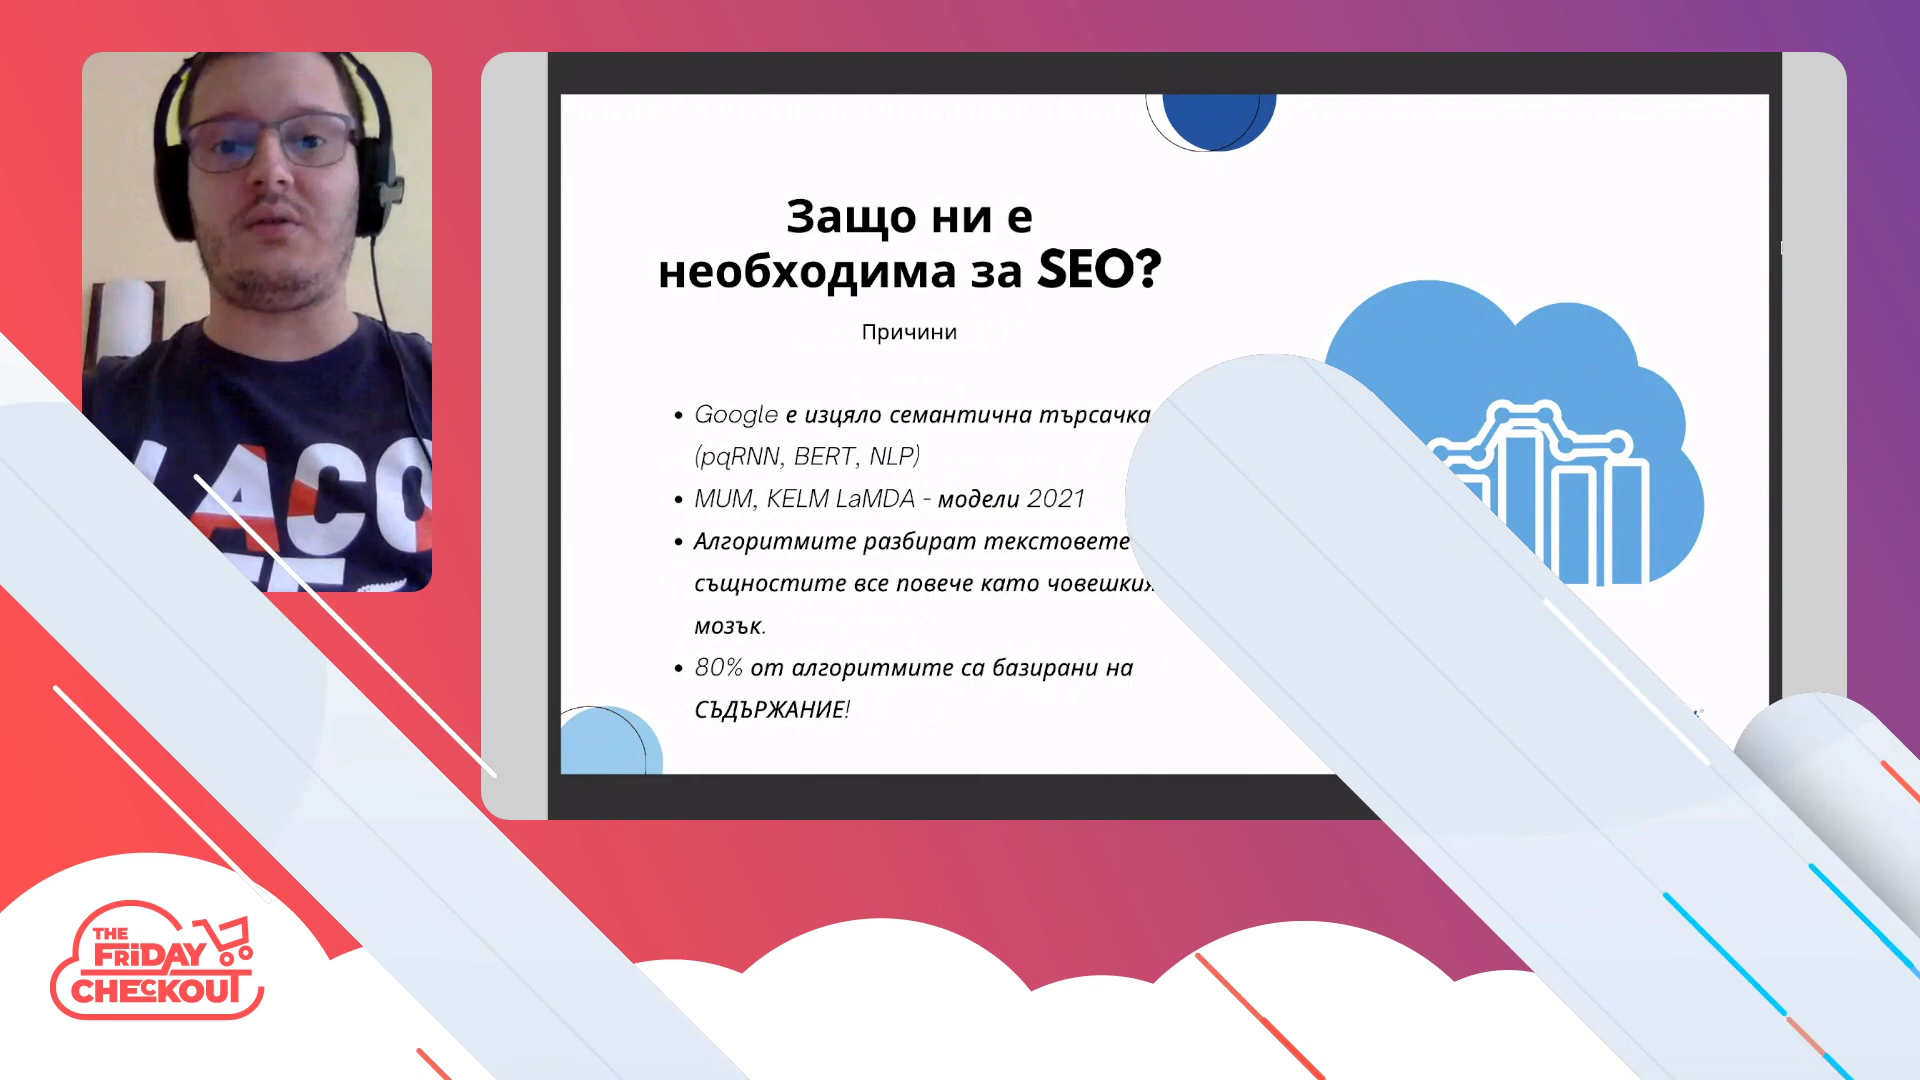 Защо ни е
необходима за SEO?
Причини
Google е изцяло семантична търсачка
(pqRNN, BERT, NLP)
MUM, KELM LaMDA - модели 2021
Алгоритмите разбират текстовете
същностите все повече като човешкия
мозък.
80% от алгоритмите са базирани на
СЪДЪРЖАНИЕ!
LACO
THE
FRiDAY
CHECKOUT